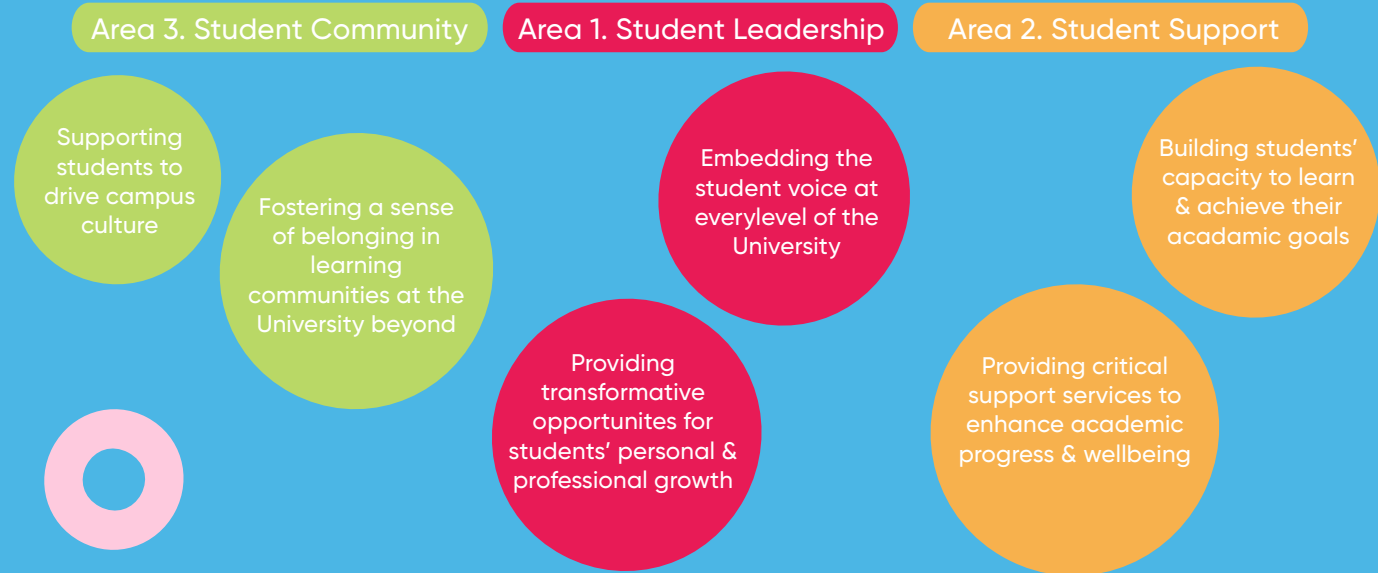 Area 3. Student Community
Supporting
students to
drive campus
culture
Fostering a sense
of belonging in
learning
communities at the
University beyond
Area 1. Student Leadership
Embedding the
student voice at
everylevel of the
University
Providing
transformative
opportunites for
students’ personal &
professional growth
Area 2. Student Support
Building students’
capacity to learn
& achieve their
acadamic goals
Providing critical
support services to
enhance academic
progress & wellbeing